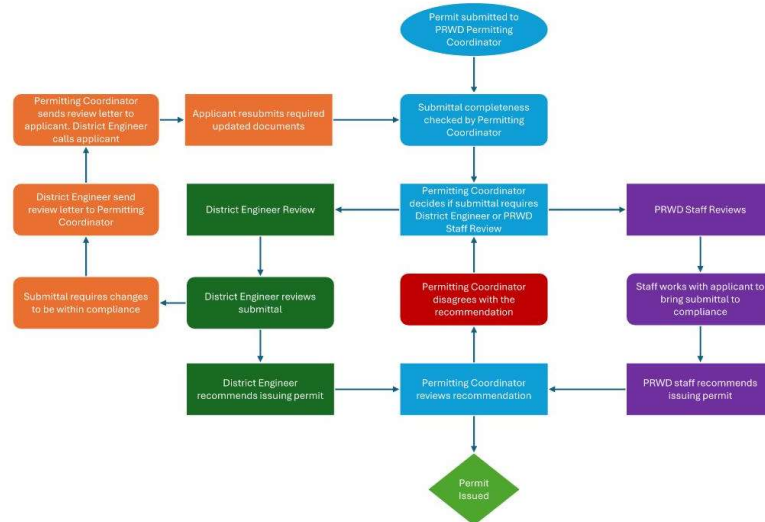 Permit submitted to
PRWD Permitting
Coordinator
Permitting Coordinator
sends review letter to
applicant. District Engineer
calls applicant
Applicant resubmits required
updated documents
Submittal completeness
checked by Permitting
Coordinator
District Engineer send
review letter to Permitting
Coordinator
District Engineer Review
Permitting Coordinator
decides if submittal requires
District Engineer or PRWD
Staff Review
PRWD Staff Reviews
Submittal requires changes
to be within compliance
District Engineer reviews
submittal
Permitting Coordinator
disagrees with the
recommendation
Staff works with applicant to
bring submittal to
compliance
District Engineer
recommends issuing permit
Permitting Coordinator
reviews recommendation
PRWD staff recommends
issuing permit
Permit
Issued